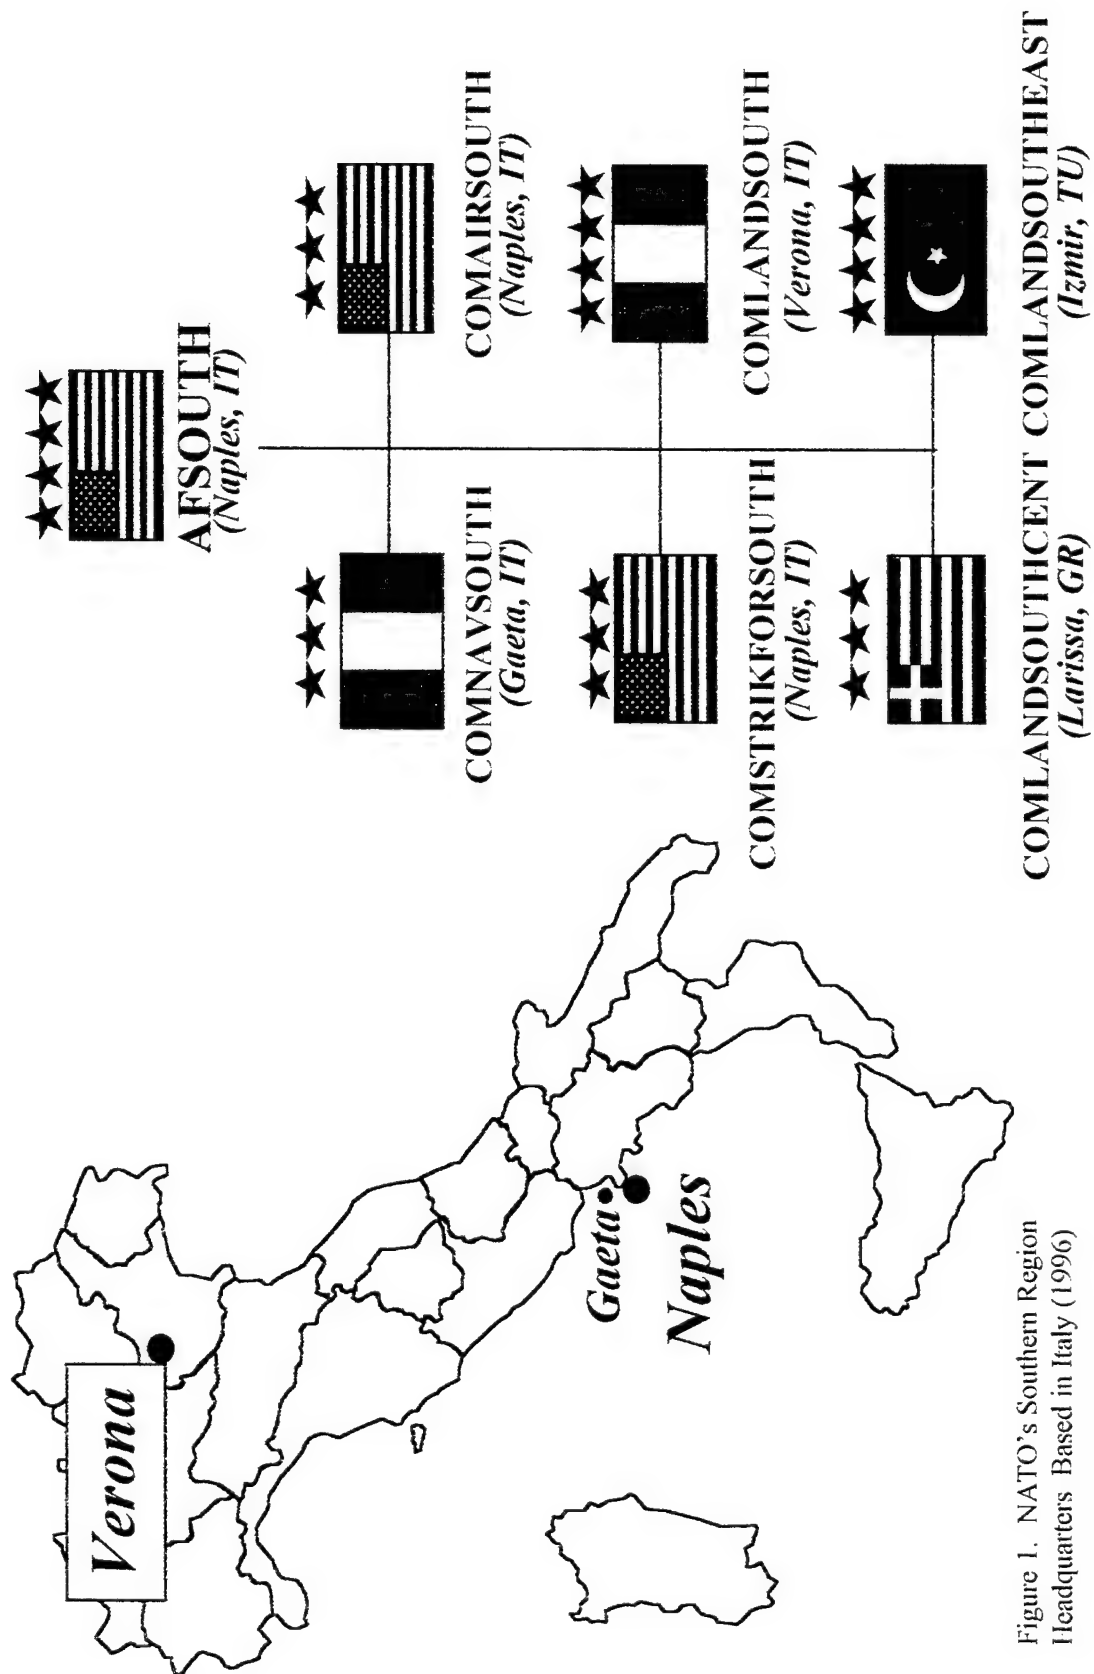 AFSOUTH
(Naples, IT)
COMNAVSOUTH
(Gaeta, IT)
COMAIRSOUTH
(Naples, IT)
COMSTRIKFORSOUTH
(Naples, IT)
COMLANDSOUTH
(Verona, IT)
COMLANDSOUTHCENT COMLANDSOUTHEAST
(Larissa, GR) (Izmir, TU)
Verona
Gaeta
Naples
Figure 1. NATO's Southern Region
Headquarters Based in Italy (1996)